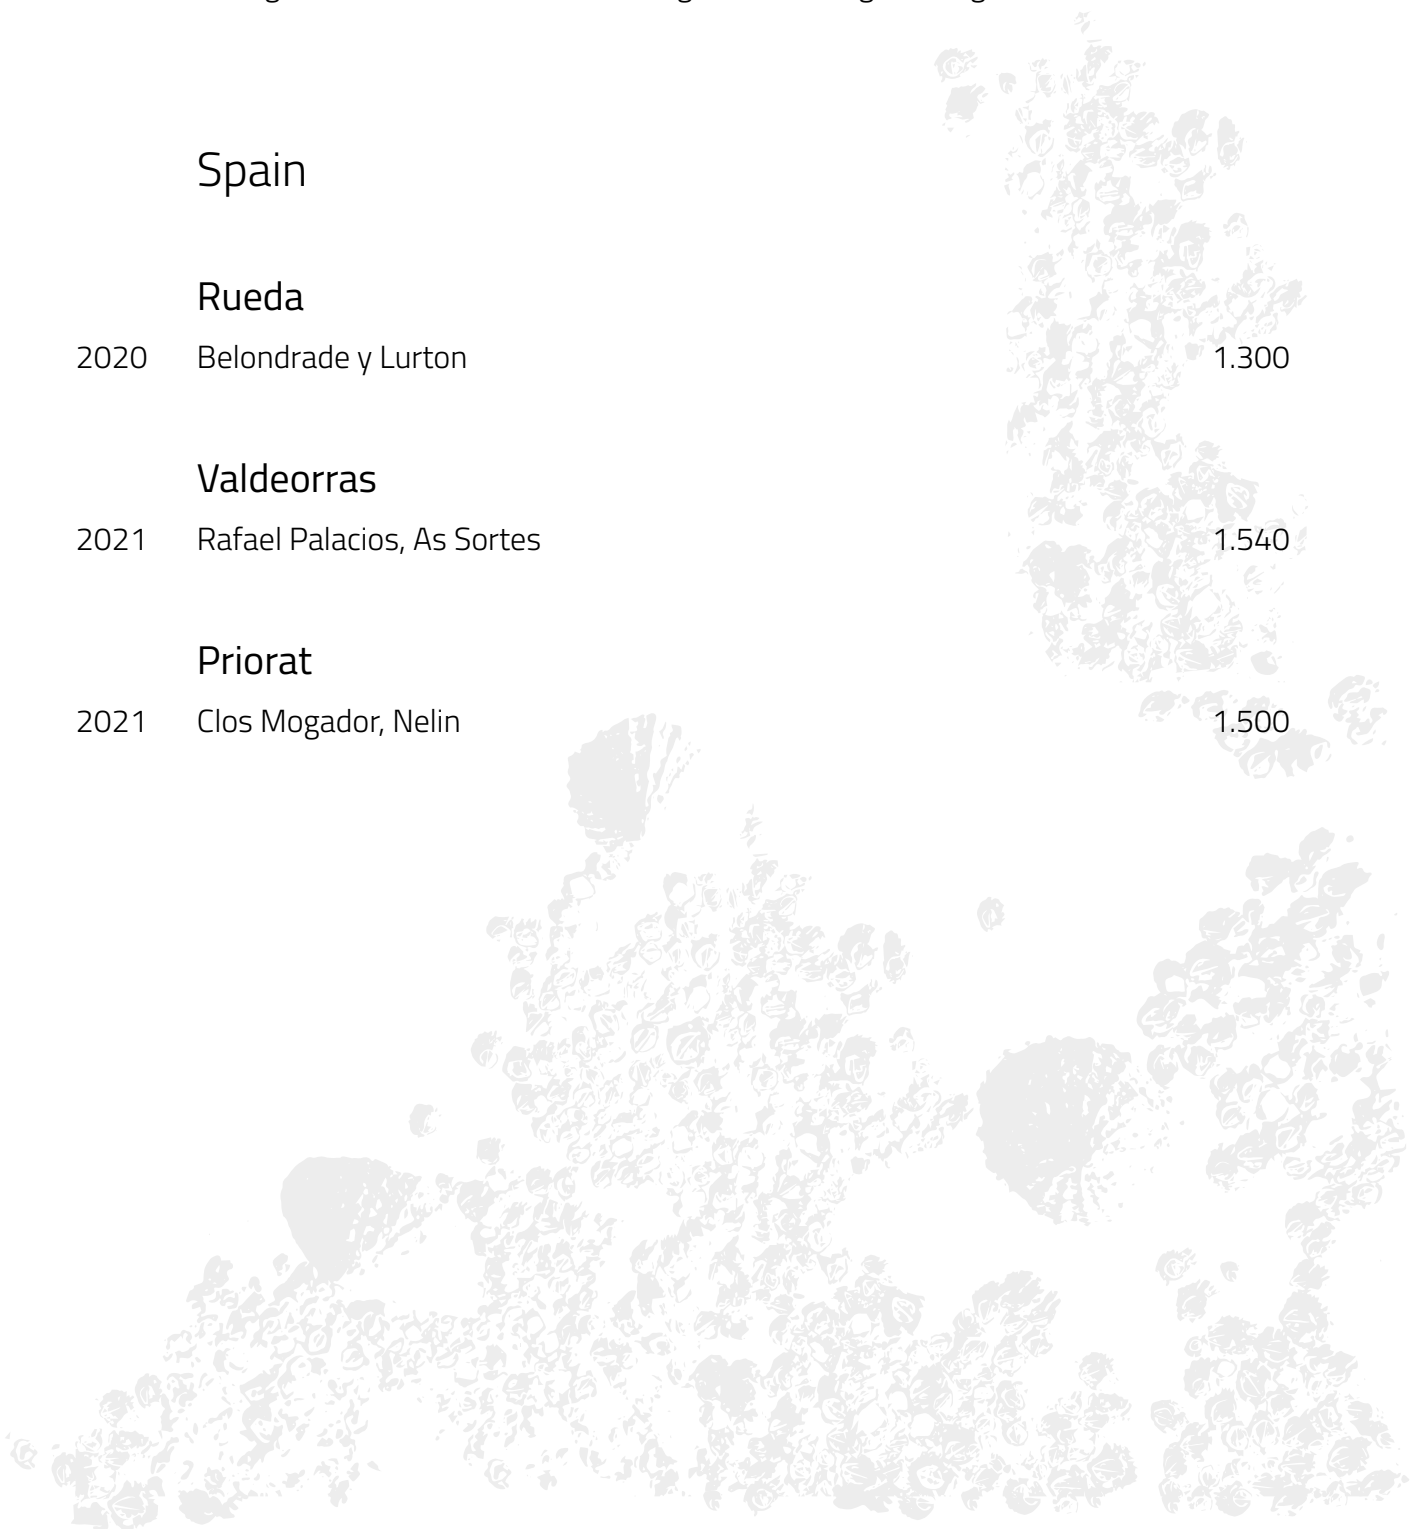 Spain
Rueda
2020 Belondrade y Lurton 1.300
Valdeorras
2021 Rafael Palacios, As Sortes 1.540
Priorat
2021 Clos Mogador, Nelin 1.500